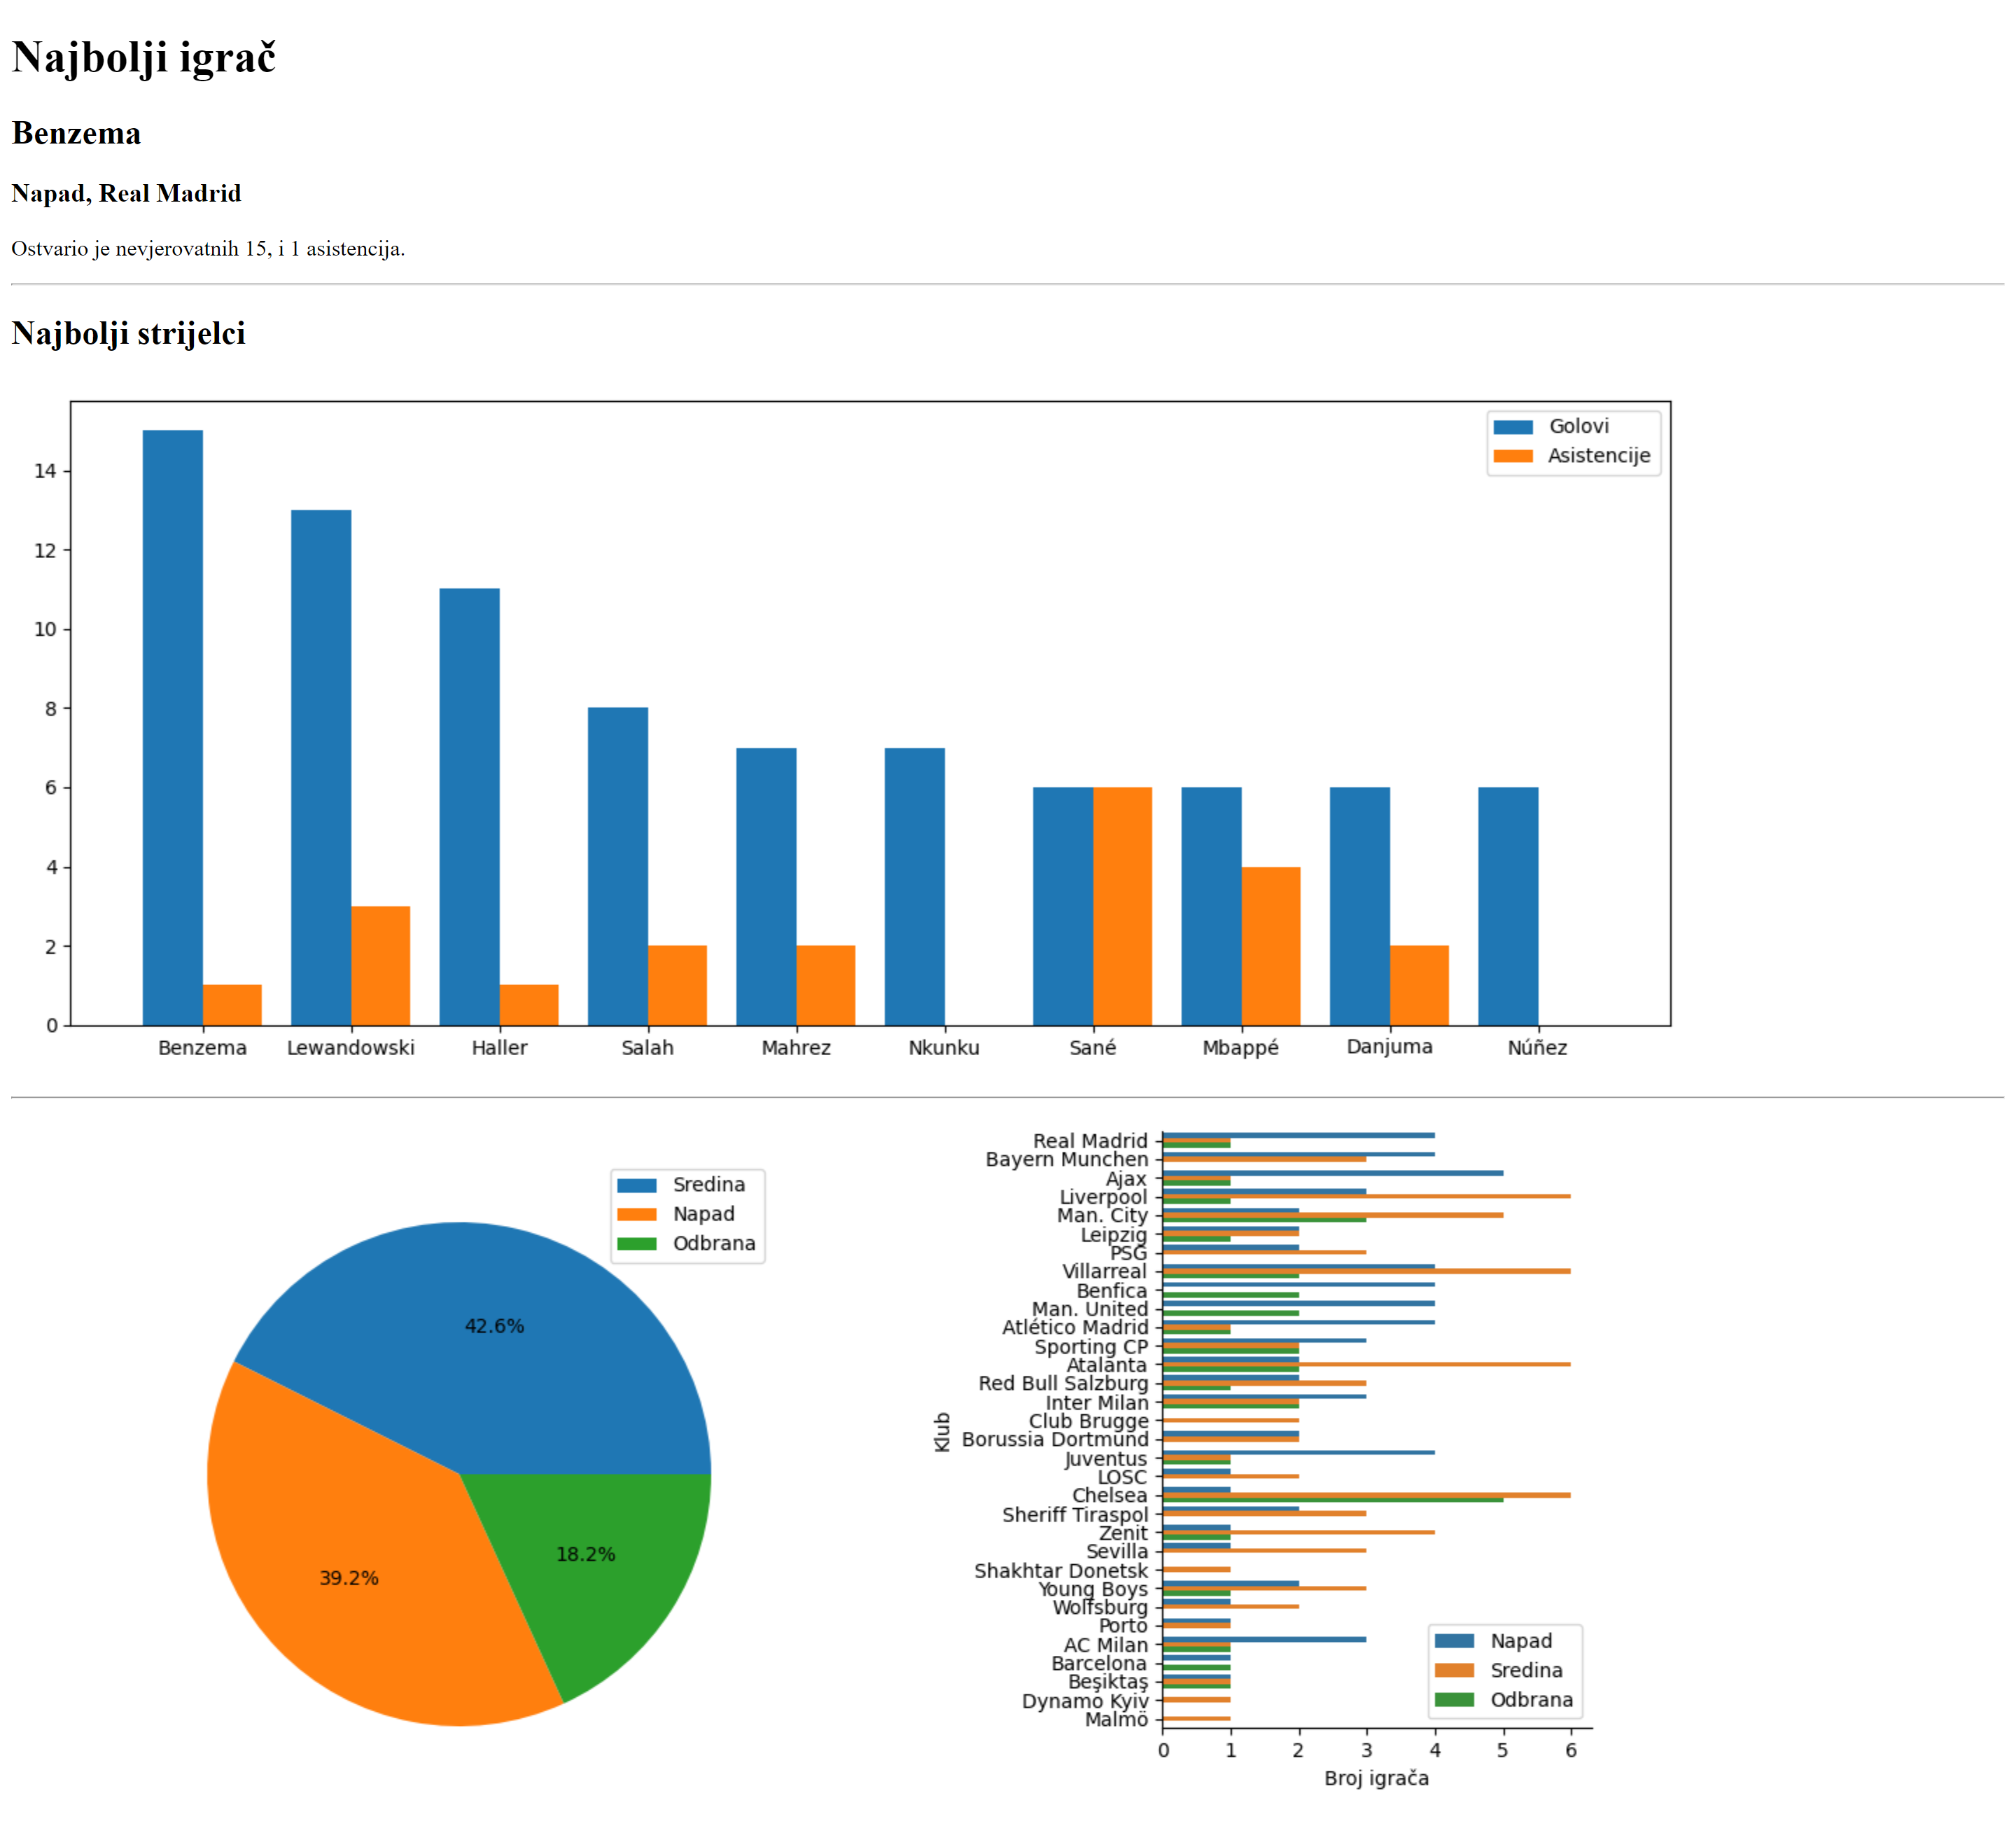 Najbolji igrač
Benzema
Napad, Real Madrid
Ostvario je nevjerovatnih 15, i 1 asistencija.
Najbolji strijelci
Golovi
Asistencije
14
12
10
8
6
4
2
0
Benzema Lewandowski Haller Salah Mahrez Nkunku Sané Mbappé Danjuma Núñez
Sredina
Napad
Odbrana
42.6%
39.2%
18.2%
Klub
Real Madrid
Bayern Munchen
Ajax
Liverpool
Man. City
Leipzig
PSG
Villarreal
Benfica
Man. United
Atlético Madrid
Sporting CP
Atalanta
Red Bull Salzburg
Inter Milan
Club Brugge
Borussia Dortmund
Juventus
LOSC
Chelsea
Sheriff Tiraspol
Zenit
Sevilla
Shakhtar Donetsk
Young Boys
Wolfsburg
Porto
AC Milan
Barcelona
Beşiktaş
Dynamo Kyiv
Malmö
Napad
Sredina
Odbrana
0 1 2 3 4 5 6
Broj igrača